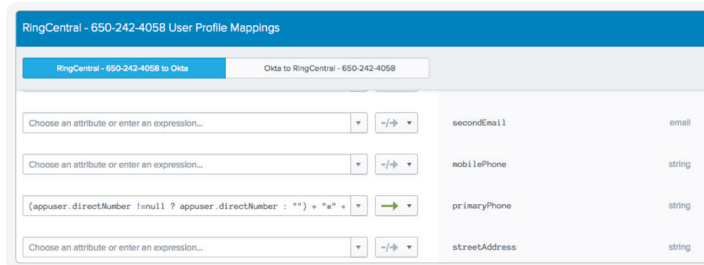 RingCentral - 650-242-4058 User Profile Mappings
RingCentral - 650-242-4058 to Okta Okta to RingCentral - 650-242-4058
Choose an attribute or enter an expression... secondEmail email
Choose an attribute or enter an expression... mobilePhone string
(appuser.directNumber !=null ? appuser.directNumber : "") + "#" + primaryPhone string
Choose an attribute or enter an expression... streetAddress string